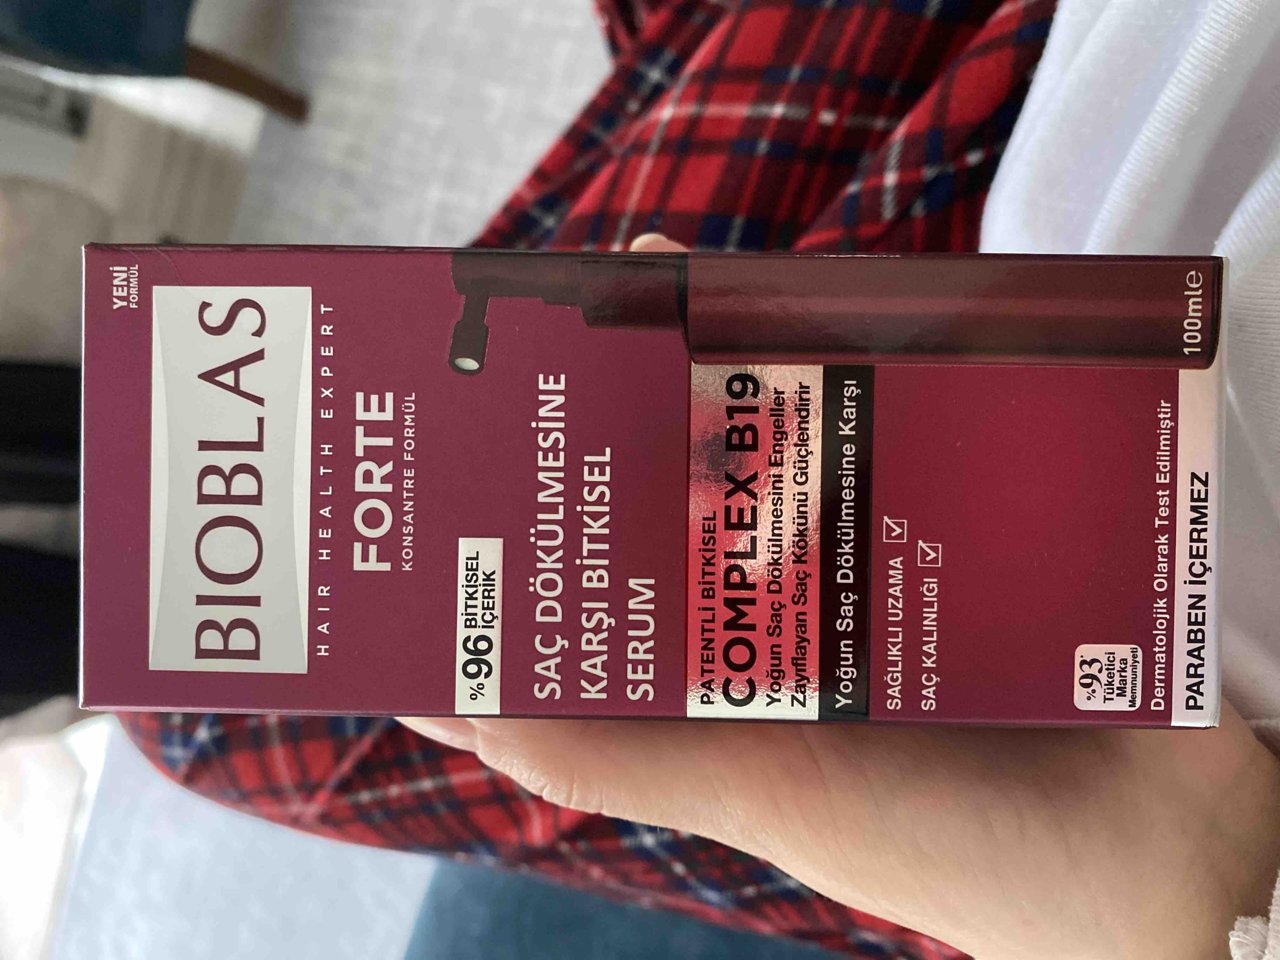 YENİ
FORMÜL
BIOBLAS
HAIR HEALTH EXPERT
FORTE
KONSANTRE FORMÜL
%96 BİTKİSEL
İÇERİK
SAÇ DÖKÜLMESİNE
KARŞI BİTKİSEL
SERUM
PATENTLİ BİTKİSEL
COMPLEX B19
Yoğun Saç Dökülmesini Engeller
Zayıflayan Saç Kökünü Güçlendirir
Yoğun Saç Dökülmesine Karşı
SAĞLIKLI UZAMA
SAÇ KALINLIĞI
%93*
Tüketici
Marka
Memnuniyeti
Dermatolojik Olarak Test Edilmiştir
PARABEN İÇERMEZ
100ml℮